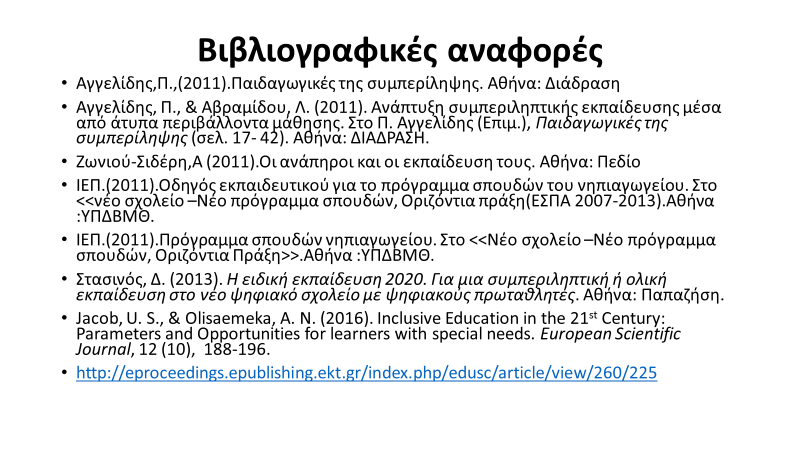 Βιβλιογραφικές αναφορές
• Αγγελίδης,Π.,(2011).Παιδαγωγικές της συμπερίληψης. Αθήνα: Διάδραση
• Αγγελίδης, Π., & Αβραμίδου, Λ. (2011). Ανάπτυξη συμπεριληπτικής εκπαίδευσης μέσα
από άτυπα περιβάλλοντα μάθησης. Στο Π. Αγγελίδης (Επιμ.), Παιδαγωγικές της
συμπερίληψης (σελ. 17- 42). Αθήνα: ΔΙΑΔΡΑΣΗ.
• Ζωνιού-Σιδέρη,Α (2011).Οι ανάπηροι και οι εκπαίδευση τους. Αθήνα: Πεδίο
• ΙΕΠ.(2011).Οδηγός εκπαιδευτικού για το πρόγραμμα σπουδών του νηπιαγωγείου. Στο
<<νέο σχολείο –Νέο πρόγραμμα σπουδών, Οριζόντια πράξη(ΕΣΠΑ 2007-2013).Αθήνα
:ΥΠΔΒΜΘ.
• ΙΕΠ.(2011).Πρόγραμμα σπουδών νηπιαγωγείου. Στο <<Νέο σχολείο –Νέο πρόγραμμα
σπουδών, Οριζόντια Πράξη>>.Αθήνα :ΥΠΔΒΜΘ.
• Στασινός, Δ. (2013). Η ειδική εκπαίδευση 2020. Για μια συμπεριληπτική ή ολική
εκπαίδευση στο νέο ψηφιακό σχολείο με ψηφιακούς πρωταθλητές. Αθήνα: Παπαζήση.
• Jacob, U. S., & Olisaemeka, A. N. (2016). Inclusive Education in the 21st Century:
Parameters and Opportunities for learners with special needs. European Scientific
Journal, 12 (10), 188-196.
• http://eproceedings.epublishing.ekt.gr/index.php/edusc/article/view/260/225